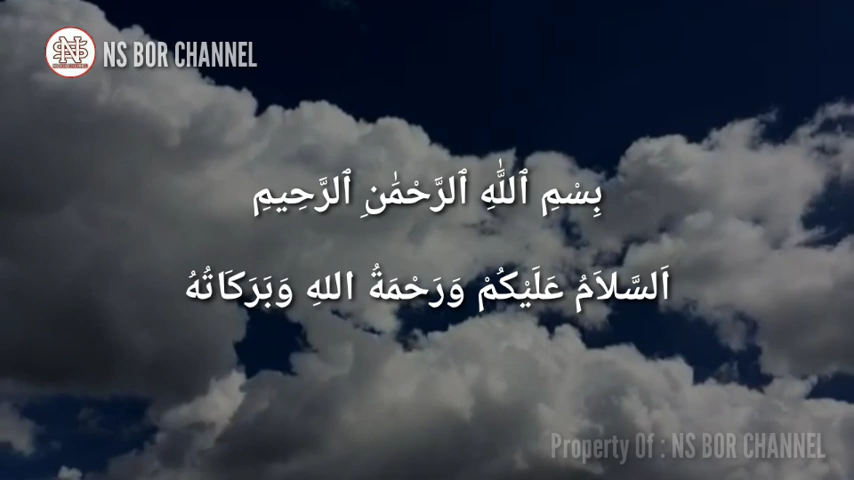 NS BOR CHANNEL
بِسْمِ ٱللَّٰهِ ٱلرَّحْمَٰنِ ٱلرَّحِيمِ
اَلسَّلاَمُ عَلَيْكُمْ وَرَحْمَةُ اللهِ وَبَرَكَاتُهُ
Property Of : NS BOR CHANNEL